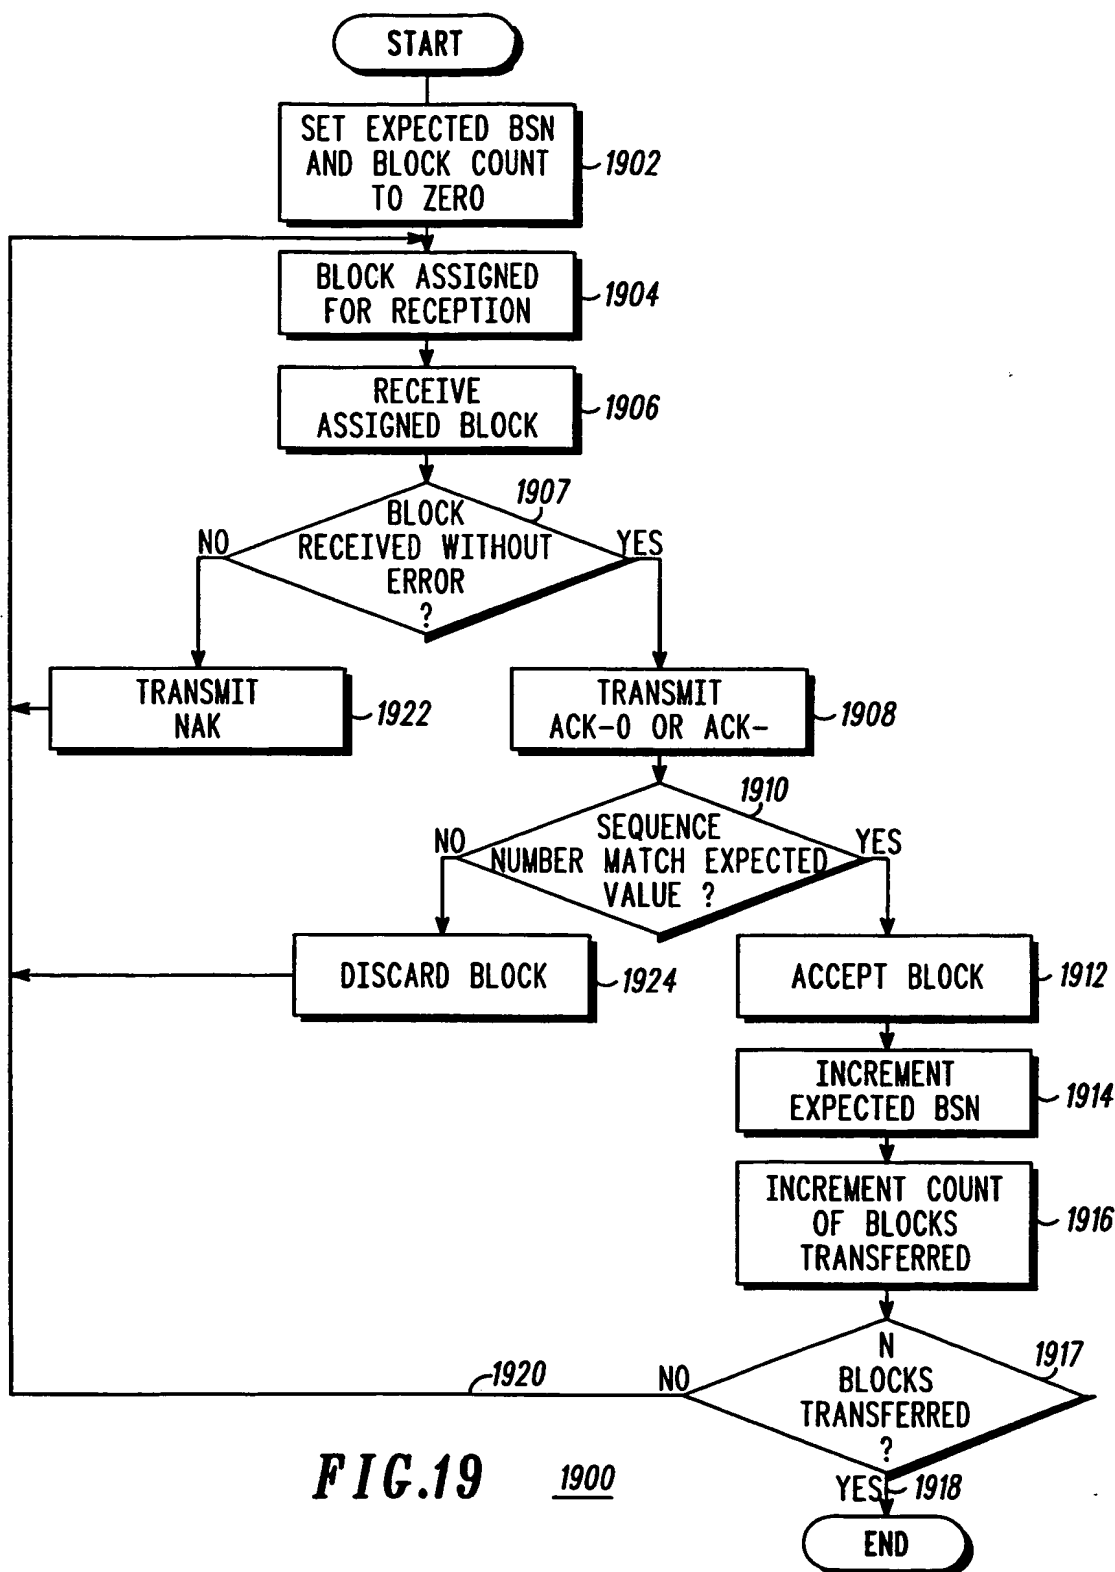 START
SET EXPECTED BSN
AND BLOCK COUNT
TO ZERO
1902
BLOCK ASSIGNED
FOR RECEPTION
1904
RECEIVE
ASSIGNED BLOCK
1906
1907
BLOCK
RECEIVED WITHOUT
ERROR
?
NO
YES
TRANSMIT
NAK
1922
TRANSMIT
ACK-0 OR ACK-
1908
1910
SEQUENCE
NUMBER MATCH EXPECTED
VALUE ?
NO
YES
DISCARD BLOCK
1924
ACCEPT BLOCK
1912
INCREMENT
EXPECTED BSN
1914
INCREMENT COUNT
OF BLOCKS
TRANSFERRED
1916
N
BLOCKS
TRANSFERRED
?
1917
NO
1920
YES
1918
END
FIG.19
1900